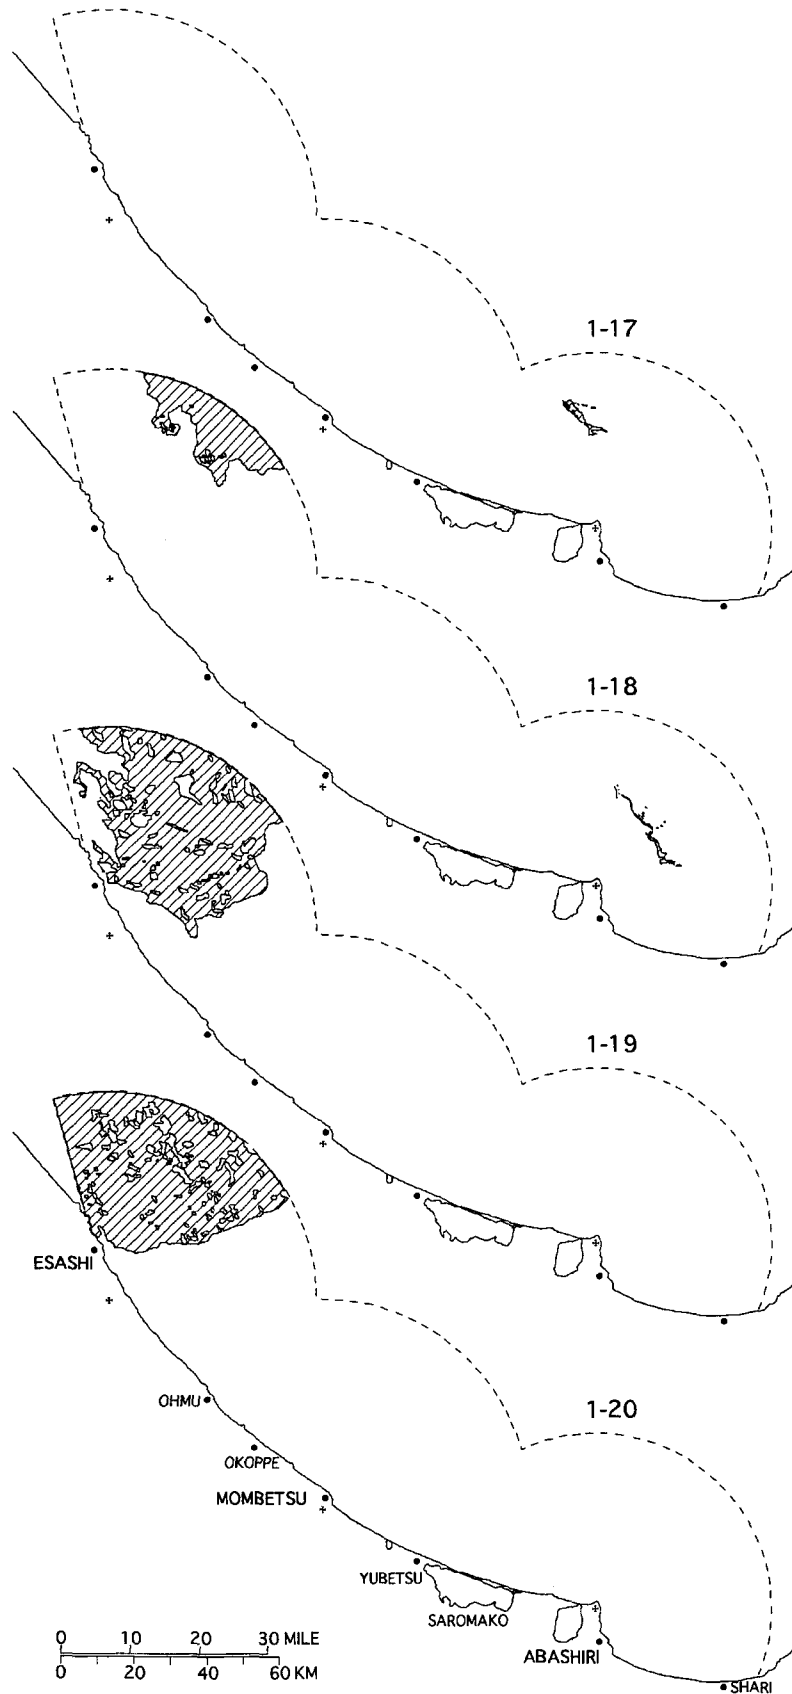 1-17
1-18
1-19
ESASHI
OHMU
1-20
OKOPPE
MOMBETSU
YUBETSU
SAROMAKO
ABASHIRI
SHARI
0 10 20 30 MILE
0 20 40 60 KM